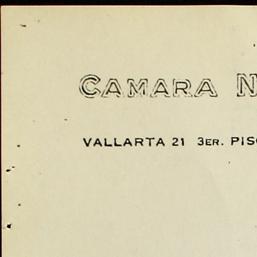 CAMARA N
VALLARTA 21 3ER. PISO